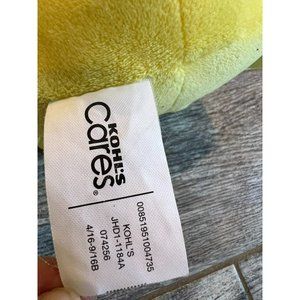 KOHL'S
Cares®
00851951004735
KOHL'S
JHD1-1184A
074256
4/16-9/16B